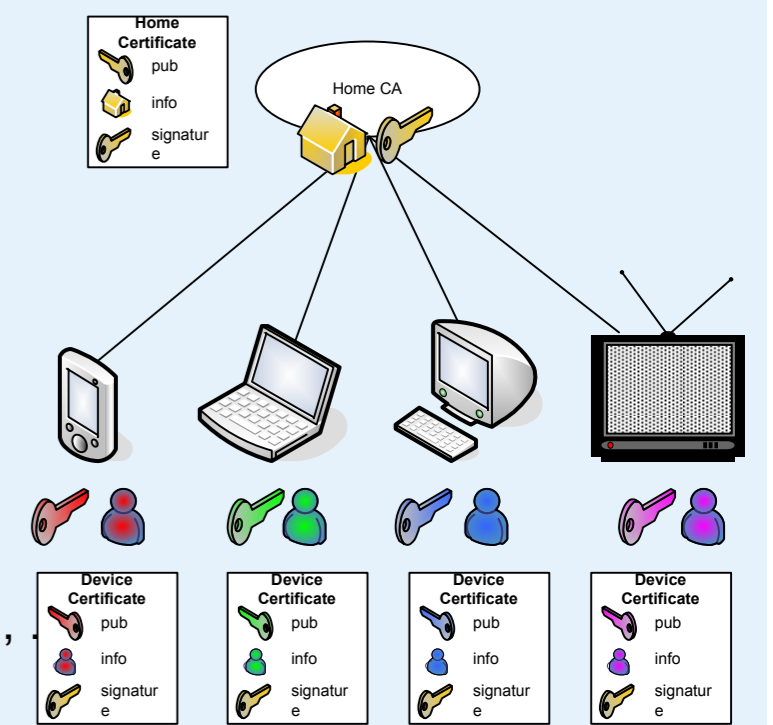 Home
Certificate
pub
info
signatur
e
Home CA
Device
Certificate
pub
info
signatur
e
Device
Certificate
pub
info
signatur
e
Device
Certificate
pub
info
signatur
e
Device
Certificate
pub
info
signatur
e
, .